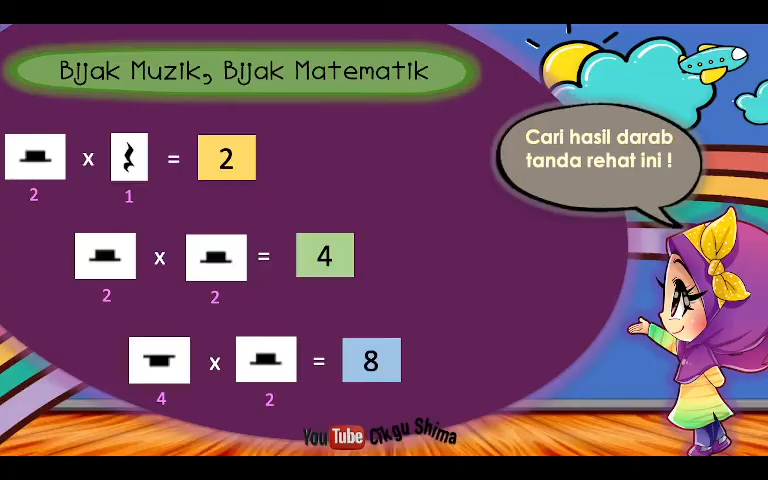 Bijak Muzik, Bijak Matematik
Cari hasil darab
tanda rehat ini !
x = 2
2 1
x = 4
2 2
x = 8
4 2
YouTube Cikgu Shima